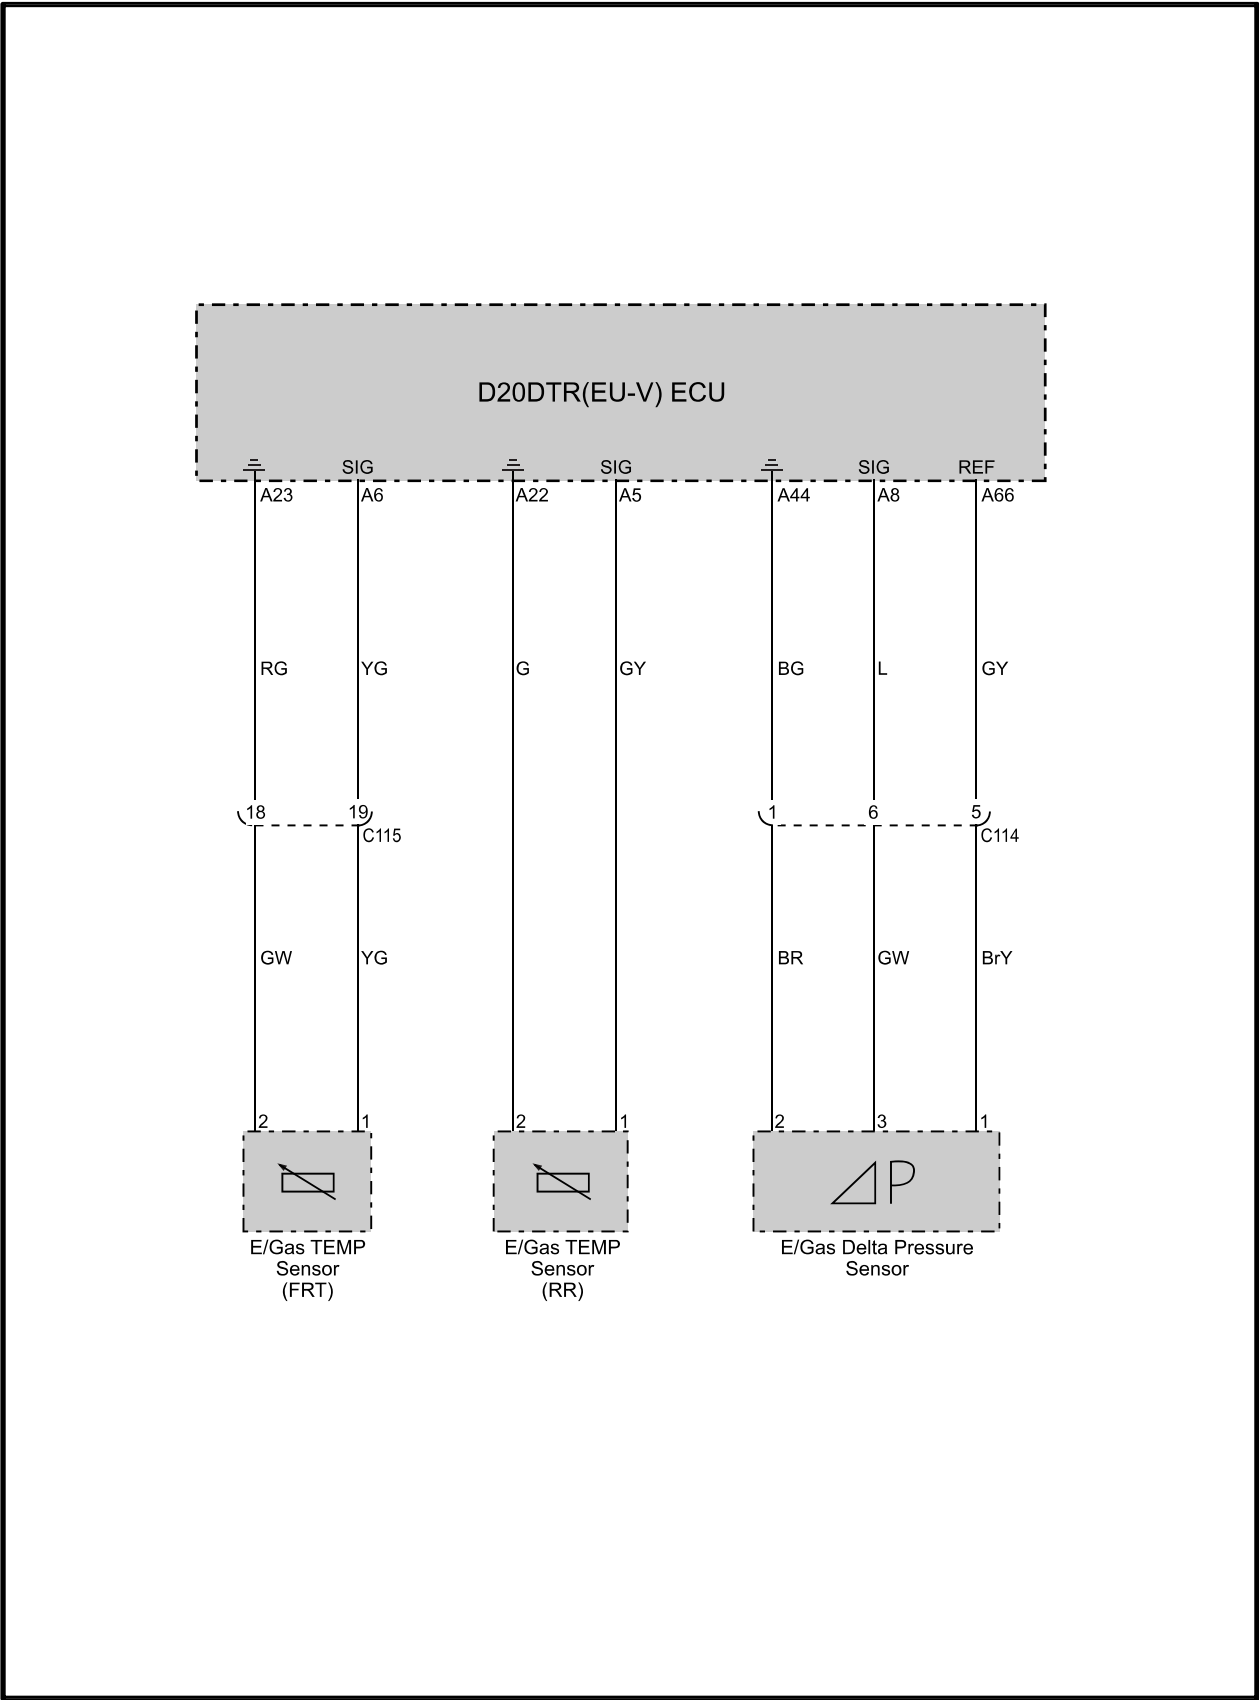 D20DTR(EU-V) ECU
SIG SIG SIG REF
A23 A6 A22 A5 A44 A8 A66
RG YG G GY BG L GY
18 19 1 6 5
C115 C114
GW YG BR GW BrY
2 1 2 1 2 3 1
P
E/Gas TEMP
Sensor
(FRT)
E/Gas TEMP
Sensor
(RR)
E/Gas Delta Pressure
Sensor